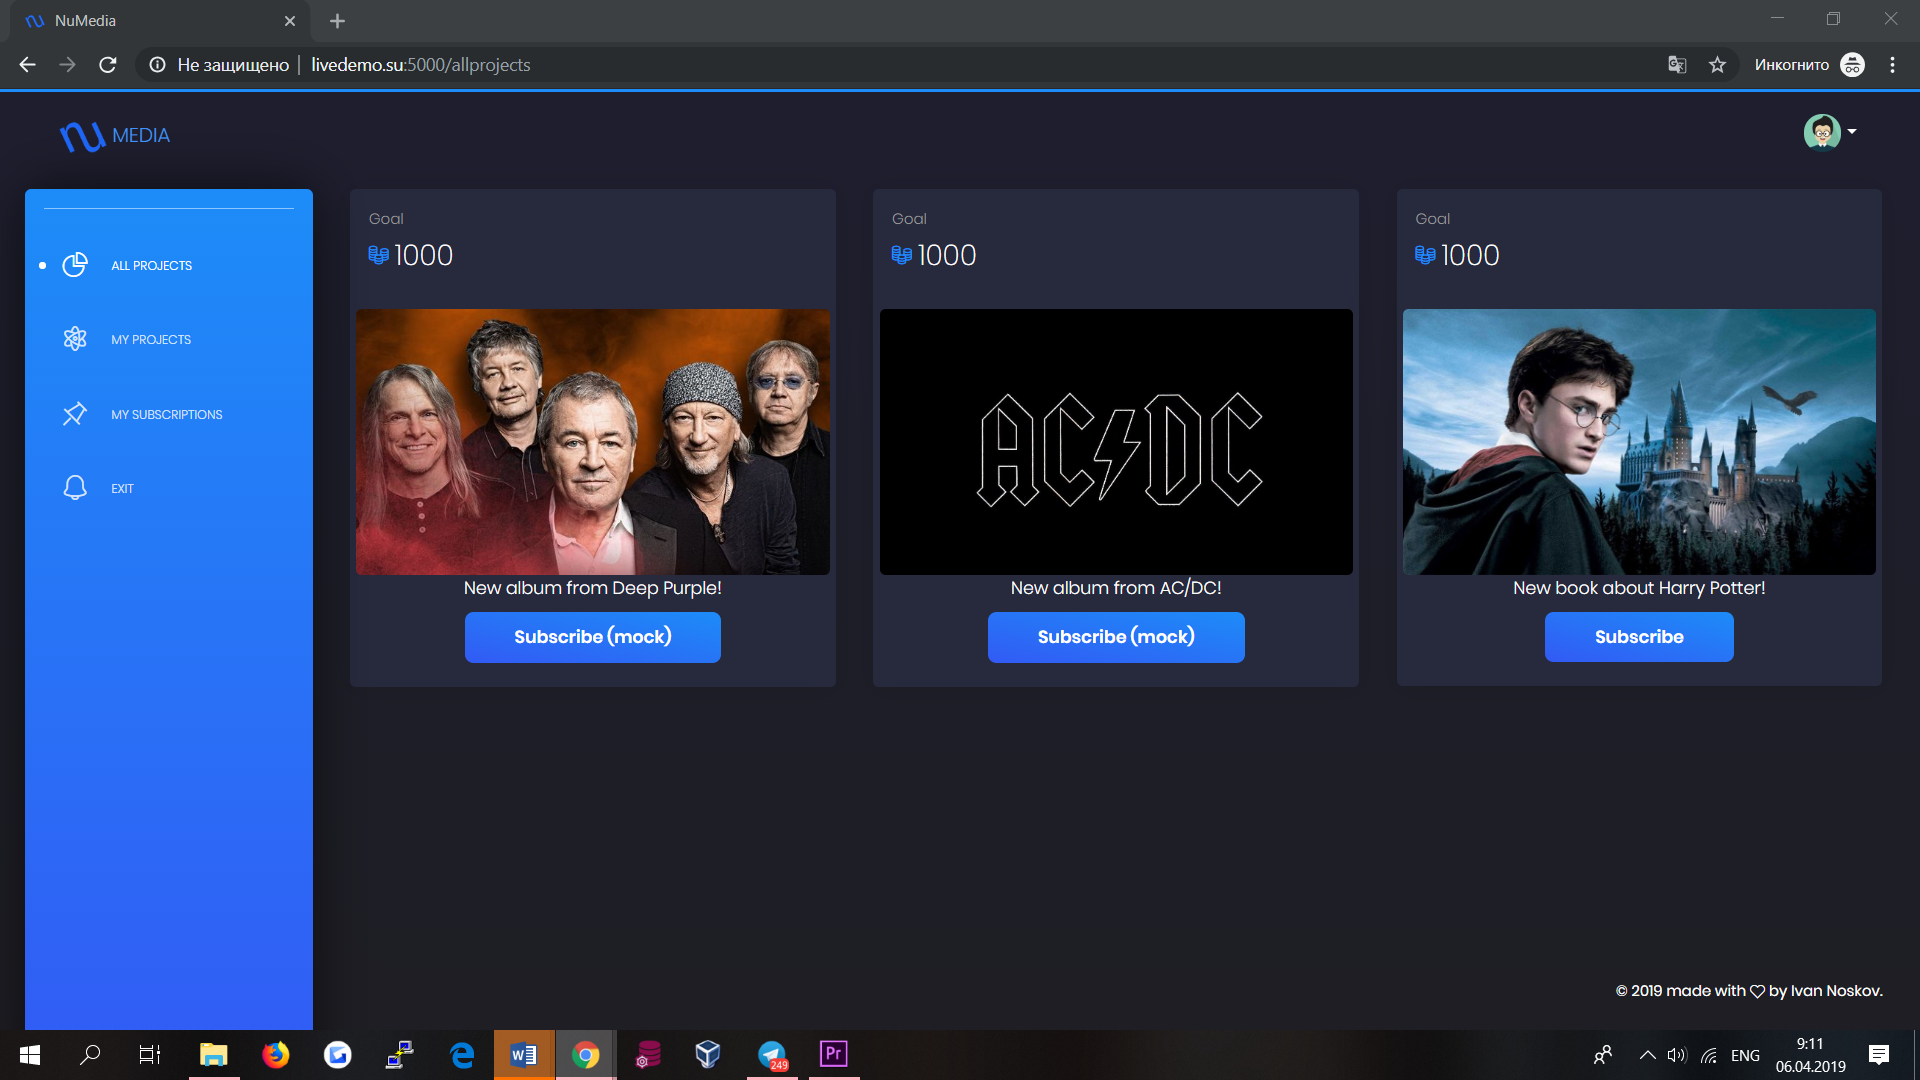 NuMedia
Не защищено
livedemo.su:5000/allprojects
Инкогнито
nu MEDIA
ALL PROJECTS
MY PROJECTS
MY SUBSCRIPTIONS
EXIT
Goal
1000
New album from Deep Purple!
Subscribe (mock)
Goal
1000
AC DC
New album from AC/DC!
Subscribe (mock)
Goal
1000
New book about Harry Potter!
Subscribe
© 2019 made with by Ivan Noskov.
W
249
Pr
ENG
9:11
06.04.2019